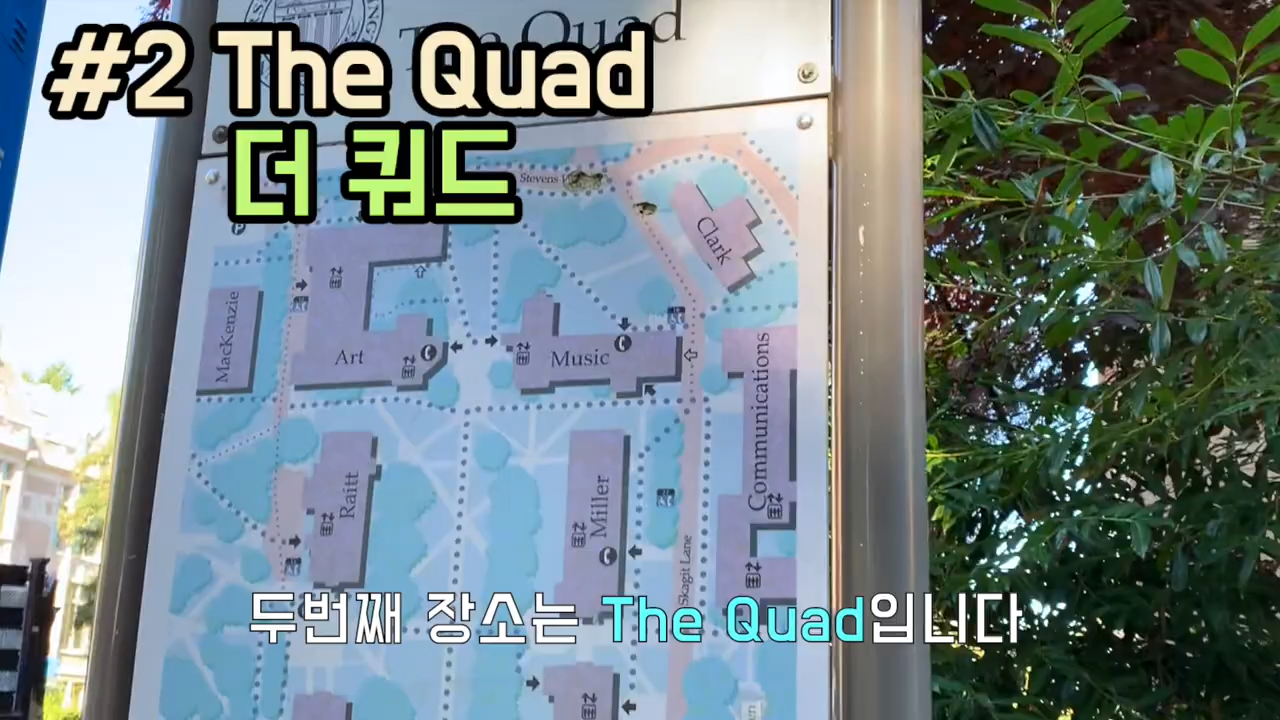 The Quad
#2 The Quad
더 쿼드
Stevens
Clark
MacKenzie
Art
Music
Communications
Raitt
Miller
Skagit Lane
두번째 장소는 The Quad입니다